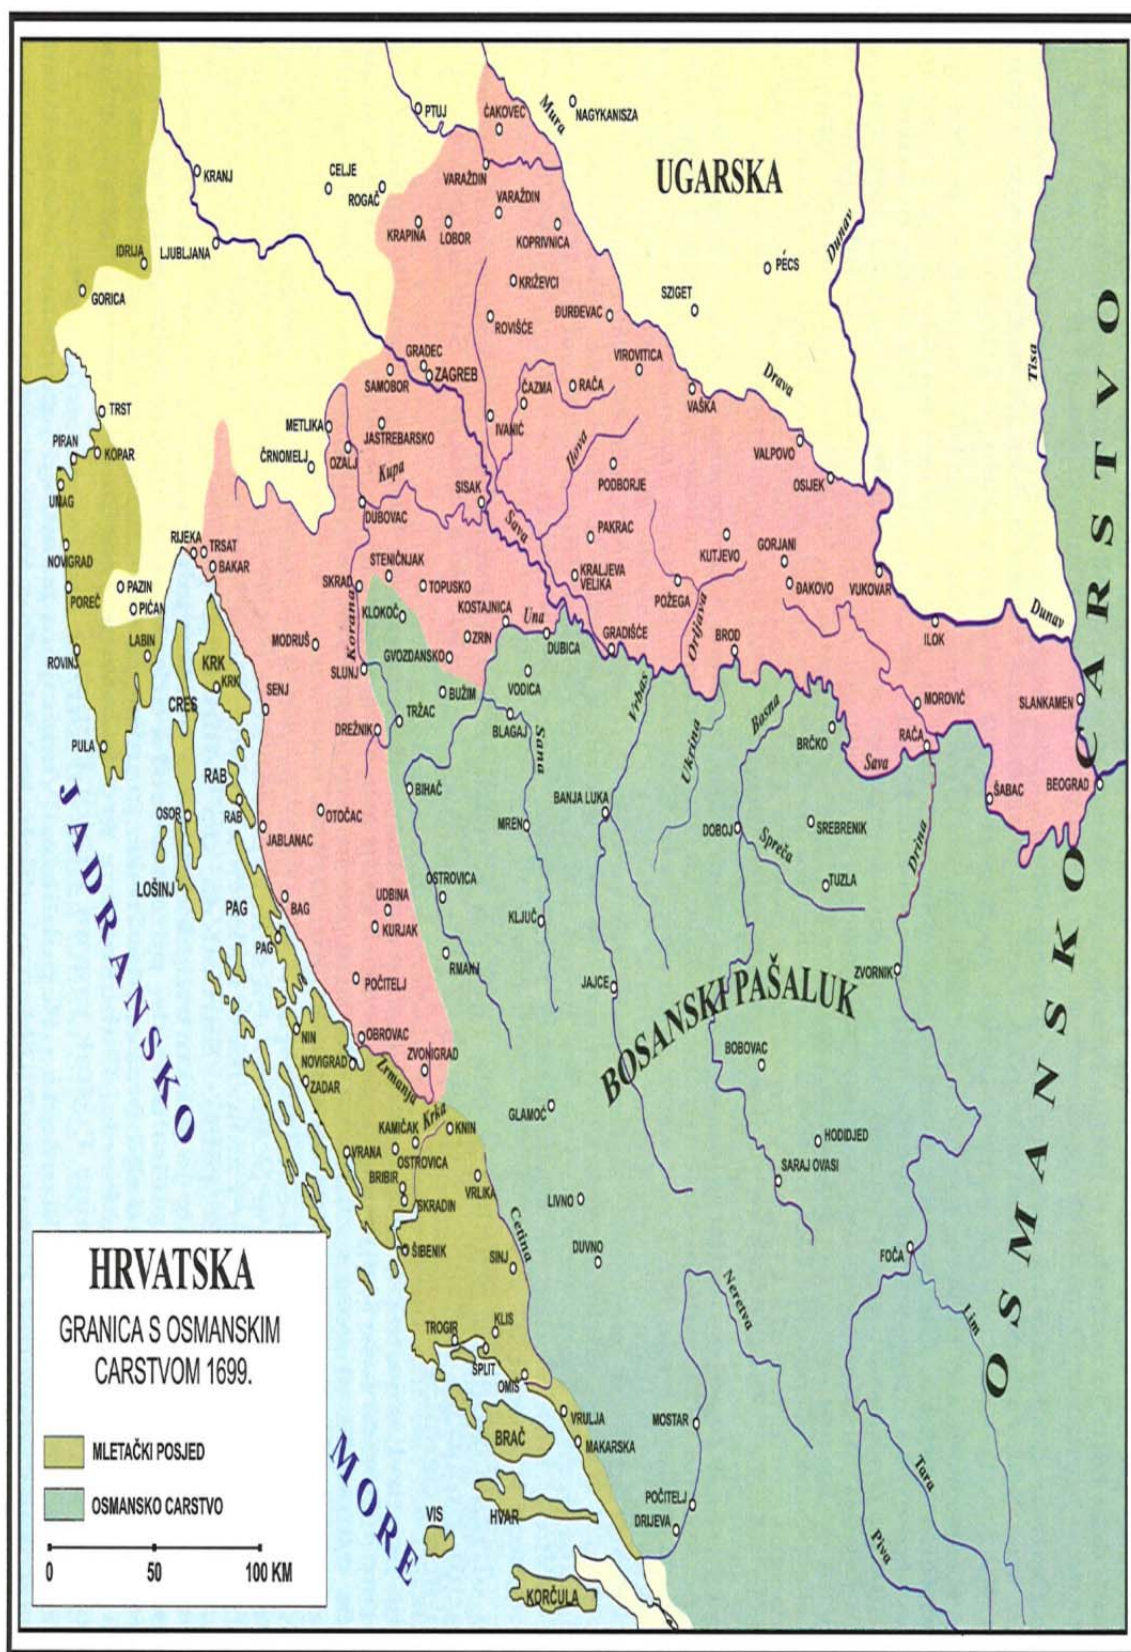 PTUJ
ČAKOVEC
Mura
NAGYKANISZA
UGARSKA
KRANJ
CELJE
ROGAČ
VARAŽDIN
VARAŽDIN
KRAPINA
LOBOR
KOPRIVNICA
IDRIJA
LJUBLJANA
GORICA
KRIŽEVCI
PÉCS
Dunav
SZIGET
ROVIŠĆE
ĐURĐEVAC
GRADEC
ZAGREB
SAMOBOR
VIROVITICA
Drava
Tisa
ČAZMA
RAČA
VAŠKA
TRST
METLIKA
JASTREBARSKO
IVANIĆ
PIRAN
KOPAR
ČRNOMELJ
OZALJ
Kupa
Ilova
PODBORJE
VALPOVO
UMAG
SISAK
OSIJEK
DUBOVAC
Sava
RIJEKA
TRSAT
BAKAR
NOVIGRAD
STENIČNJAK
PAKRAC
KUTJEVO
GORJANI
POREČ
PAZIN
PIĆAN
SKRAD
TOPUSKO
KRALJEVA
VELIKA
POŽEGA
ĐAKOVO
VUKOVAR
KLOKOČ
KOSTAJNICA
Una
Orljava
Dunav
Korana
MODRUŠ
ZRIN
DUBICA
GRADIŠĆE
BROD
ILOK
LABIN
ROVINJ
GVOZDANSKO
KRK
KRK
SLUNJ
VODICA
BUŽIM
Vrbas
Bosna
MOROVIĆ
SLANKAMEN
CRES
SENJ
TRŽAC
DREŽNIK
BLAGAJ
Sana
Ukrina
BRČKO
RAČA
Sava
PULA
RAB
RAB
BIHAĆ
BANJA LUKA
ŠABAC
BEOGRAD
OSOR
OTOČAC
JABLANAC
MREN
DOBOJ
SREBRENIK
Spreča
Drina
LOŠINJ
OSTROVICA
TUZLA
PAG
BAG
UDBINA
KLJUČ
KURJAK
PAG
RMANJ
POČITELJ
JAJCE
ZVORNIK
BOSANSKI PAŠALUK
OSMANSKO CARSTVO
NIN
OBROVAC
NOVIGRAD
ZVONIGRAD
Zrmanja
BOBOVAC
ZADAR
Krka
KNIN
GLAMOČ
KAMIČAK
VRANA
OSTROVICA
HODIDJED
BRIBIR
VRLIKA
SARAJ OVASI
SKRADIN
LIVNO
ŠIBENIK
Cetina
SINJ
DUVNO
FOČA
Neretva
Lim
TROGIR
KLIS
SPLIT
OMIŠ
VRULJA
MAKARSKA
MOSTAR
BRAČ
VIS
HVAR
POČITELJ
DRIJEVA
Tara
Piva
KORČULA
JADRANSKO
MORE
HRVATSKA
GRANICA S OSMANSKIM
CARSTVOM 1699.
MLETAČKI POSJED
OSMANSKO CARSTVO
0 50 100 KM